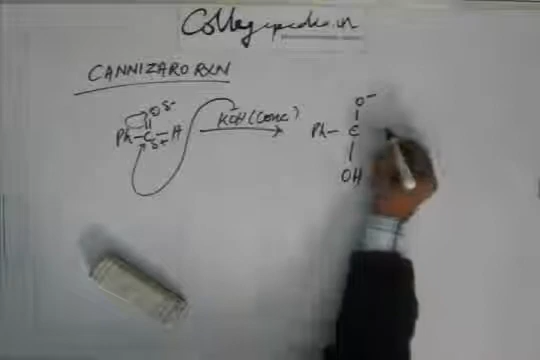 Collegepedia.in
CANNIZARO RXN
O δ- O-
Ph-C-H KOH (conc) Ph-C
δ+
OH